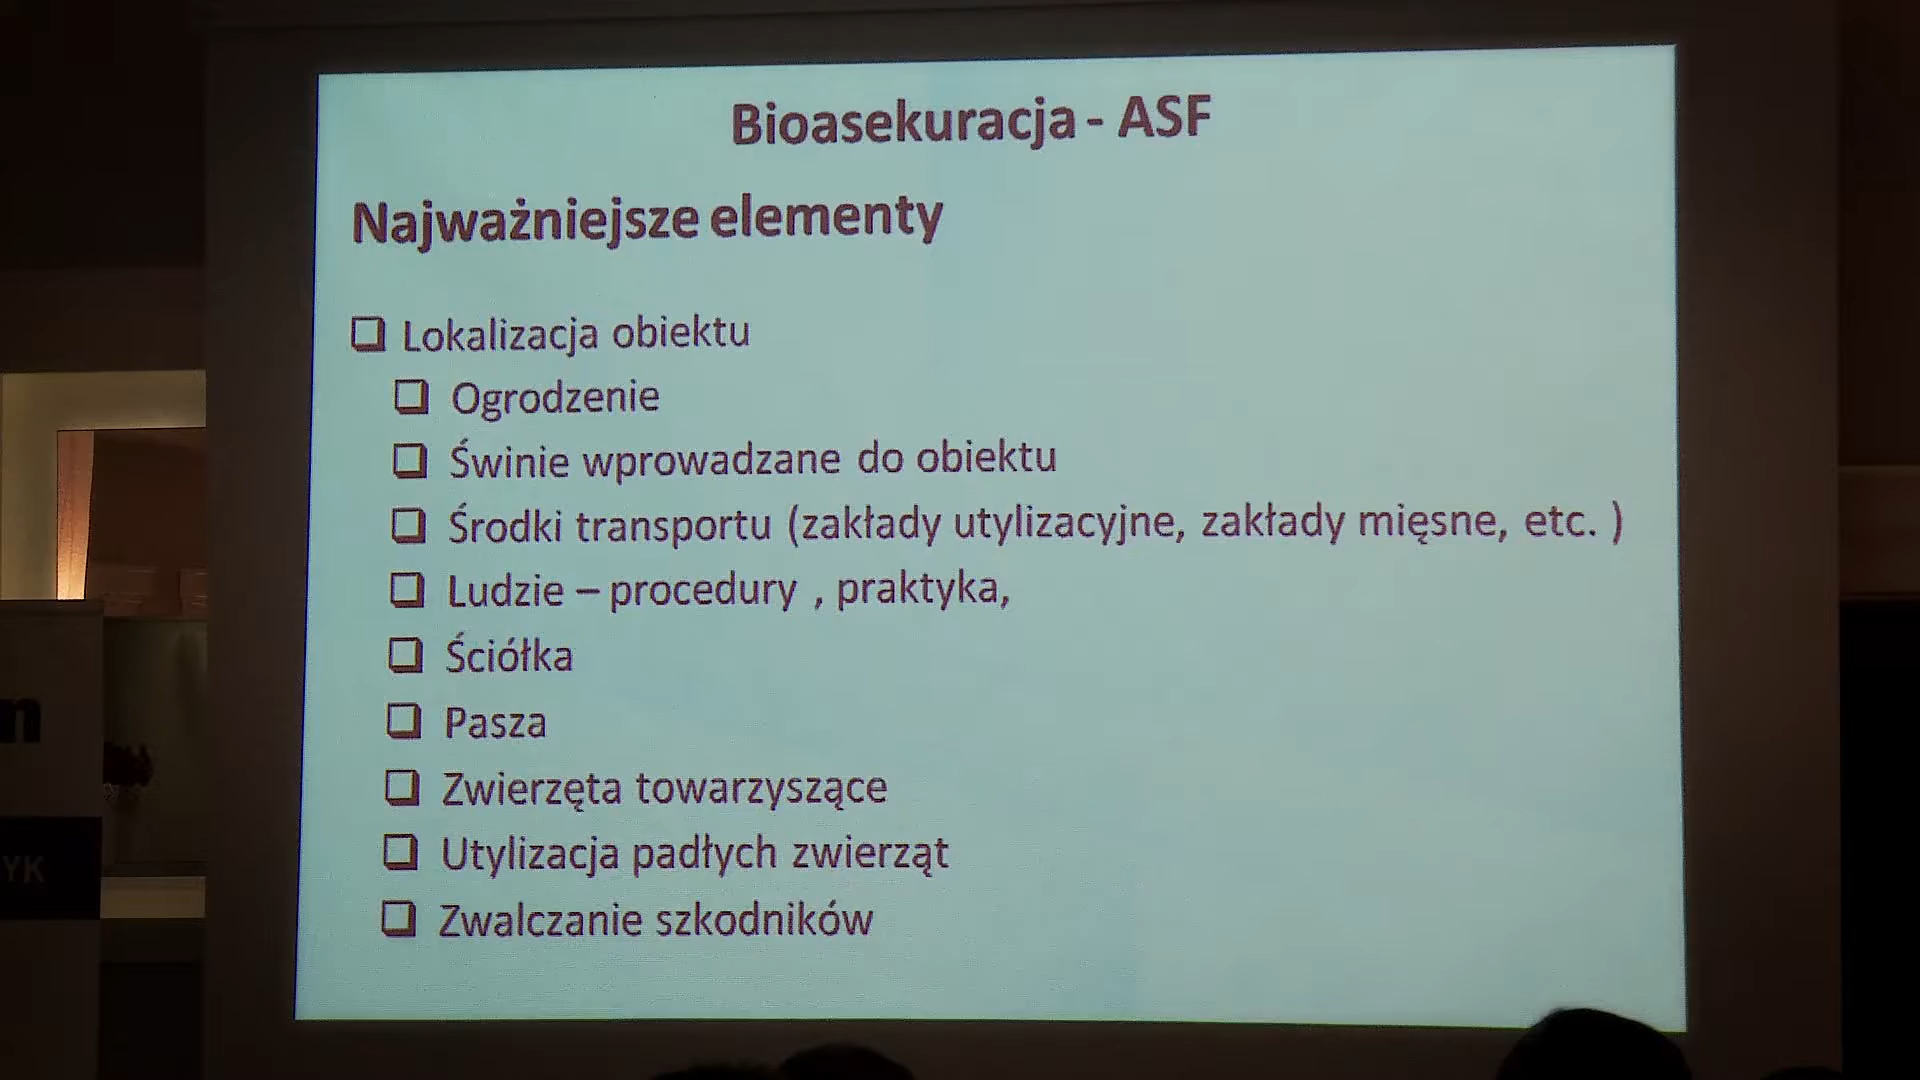 Bioasekuracja - ASF
Najważniejsze elementy
Lokalizacja obiektu
Ogrodzenie
Świnie wprowadzane do obiektu
Środki transportu (zakłady utylizacyjne, zakłady mięsne, etc. )
Ludzie – procedury , praktyka,
Ściółka
Pasza
Zwierzęta towarzyszące
Utylizacja padłych zwierząt
Zwalczanie szkodników
n
YK